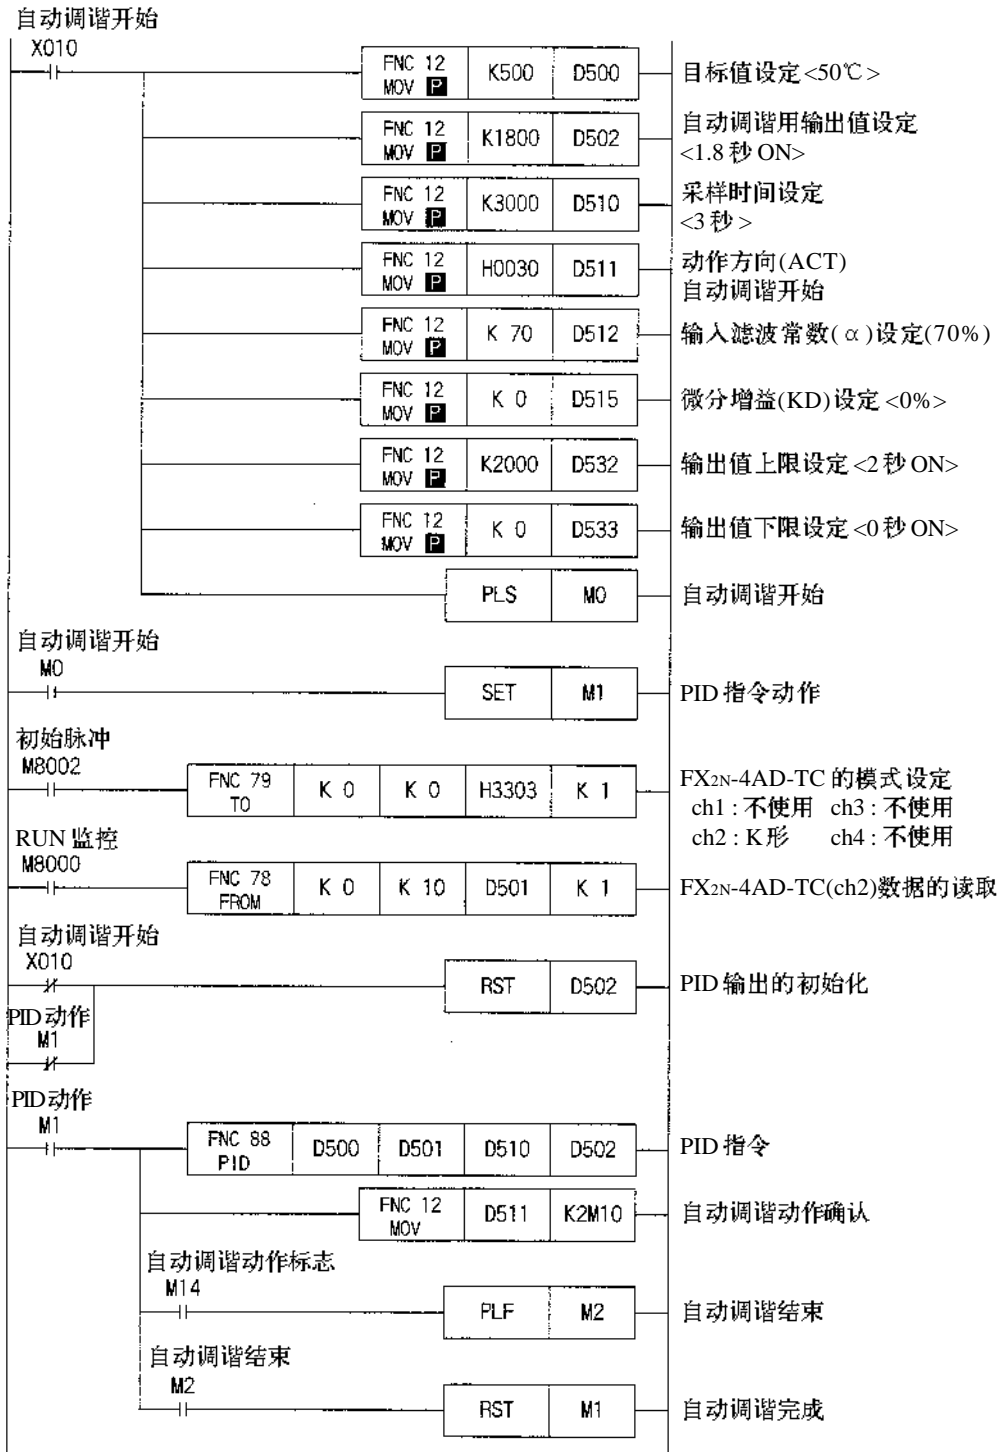 自动调谐开始
X010
FNC 12 MOV P K500 D500 目标值设定<50℃>
FNC 12 MOV P K1800 D502 自动调谐用输出值设定
<1.8秒ON>
FNC 12 MOV P K3000 D510 采样时间设定
<3秒>
FNC 12 MOV P H0030 D511 动作方向(ACT)
自动调谐开始
FNC 12 MOV P K 70 D512 输入滤波常数(α)设定(70%)
FNC 12 MOV P K 0 D515 微分增益(KD)设定<0%>
FNC 12 MOV P K2000 D532 输出值上限设定<2秒ON>
FNC 12 MOV P K 0 D533 输出值下限设定<0秒ON>
PLS M0 自动调谐开始
自动调谐开始
M0
SET M1 PID指令动作
初始脉冲
M8002
FNC 79 TO K 0 K 0 H3303 K 1 FX2N-4AD-TC的模式设定
ch1:不使用 ch3:不使用
ch2:K形 ch4:不使用
RUN监控
M8000
FNC 78 FROM K 0 K 10 D501 K 1 FX2N-4AD-TC(ch2)数据的读取
自动调谐开始
X010
RST D502 PID输出的初始化
PID动作
M1
PID动作
M1
FNC 88 PID D500 D501 D510 D502 PID指令
FNC 12 MOV D511 K2M10 自动调谐动作确认
自动调谐动作标志
M14
PLF M2 自动调谐结束
自动调谐结束
M2
RST M1 自动调谐完成